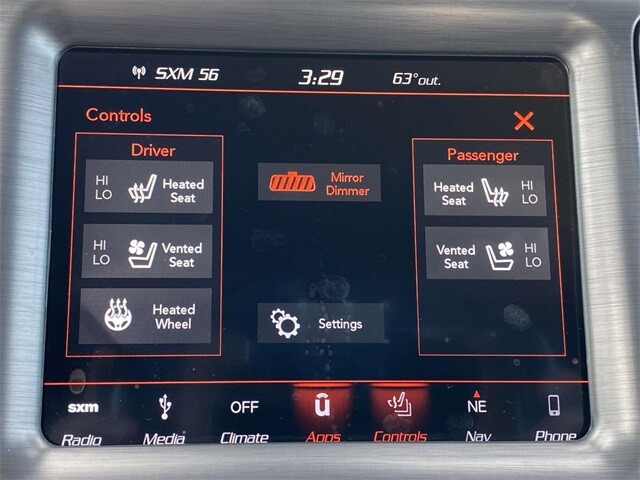 SXM 56 3:29 63°out.
Controls
Driver
HI
LO
Heated
Seat
HI
LO
Vented
Seat
Heated
Wheel
Mirror
Dimmer
Settings
Passenger
Heated
Seat
HI
LO
Vented
Seat
HI
LO
sxm OFF û NE
Radio Media Climate Apps Controls Nav Phone